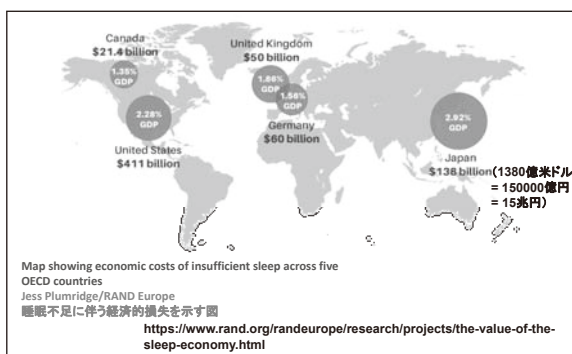 Canada
$21.4 billion
1.35%
GDP
United Kingdom
$50 billion
1.86%
GDP
1.56%
GDP
Germany
$60 billion
2.28%
GDP
United States
$411 billion
2.92%
GDP
Japan
$138 billion
(1380億米ドル
= 150000億円
= 15兆円)
Map showing economic costs of insufficient sleep across five
OECD countries
Jess Plumridge/RAND Europe
睡眠不足に伴う経済的損失を示す図
https://www.rand.org/randeurope/research/projects/the-value-of-the-
sleep-economy.html